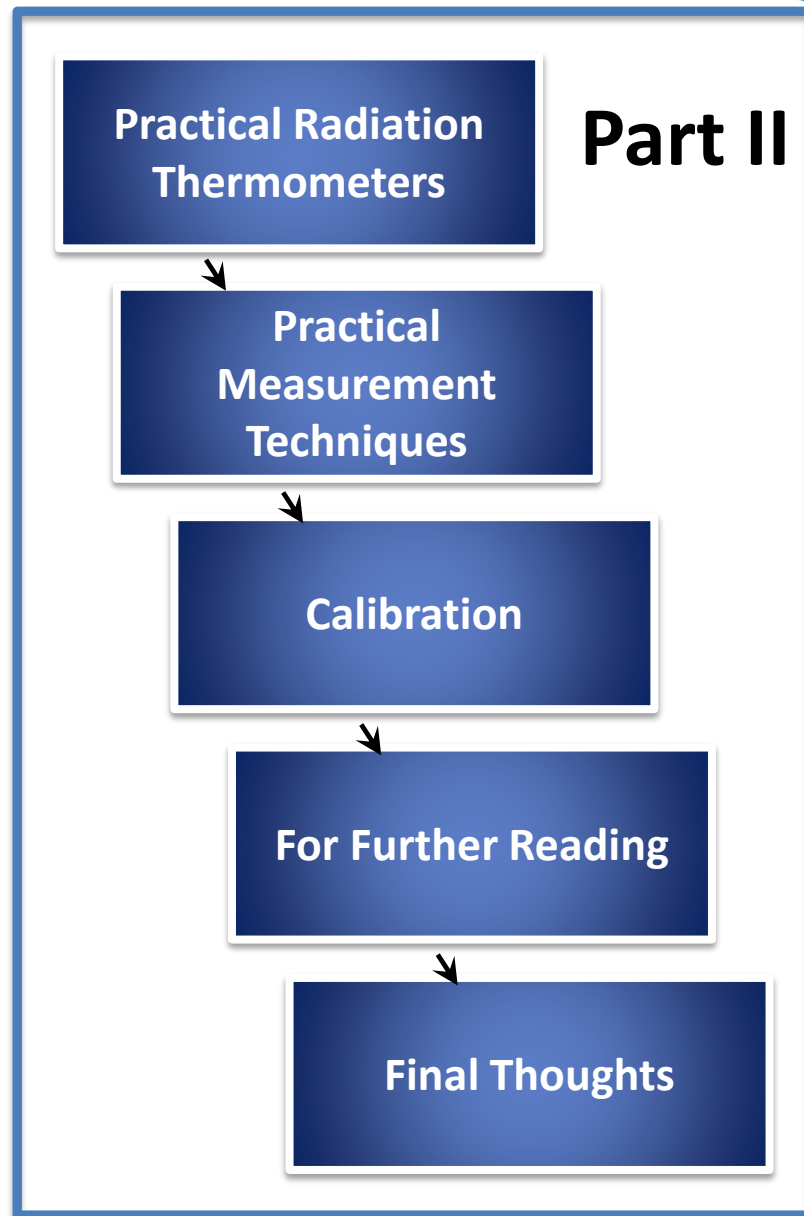 Part II
Practical Radiation
Thermometers
Practical
Measurement
Techniques
Calibration
For Further Reading
Final Thoughts